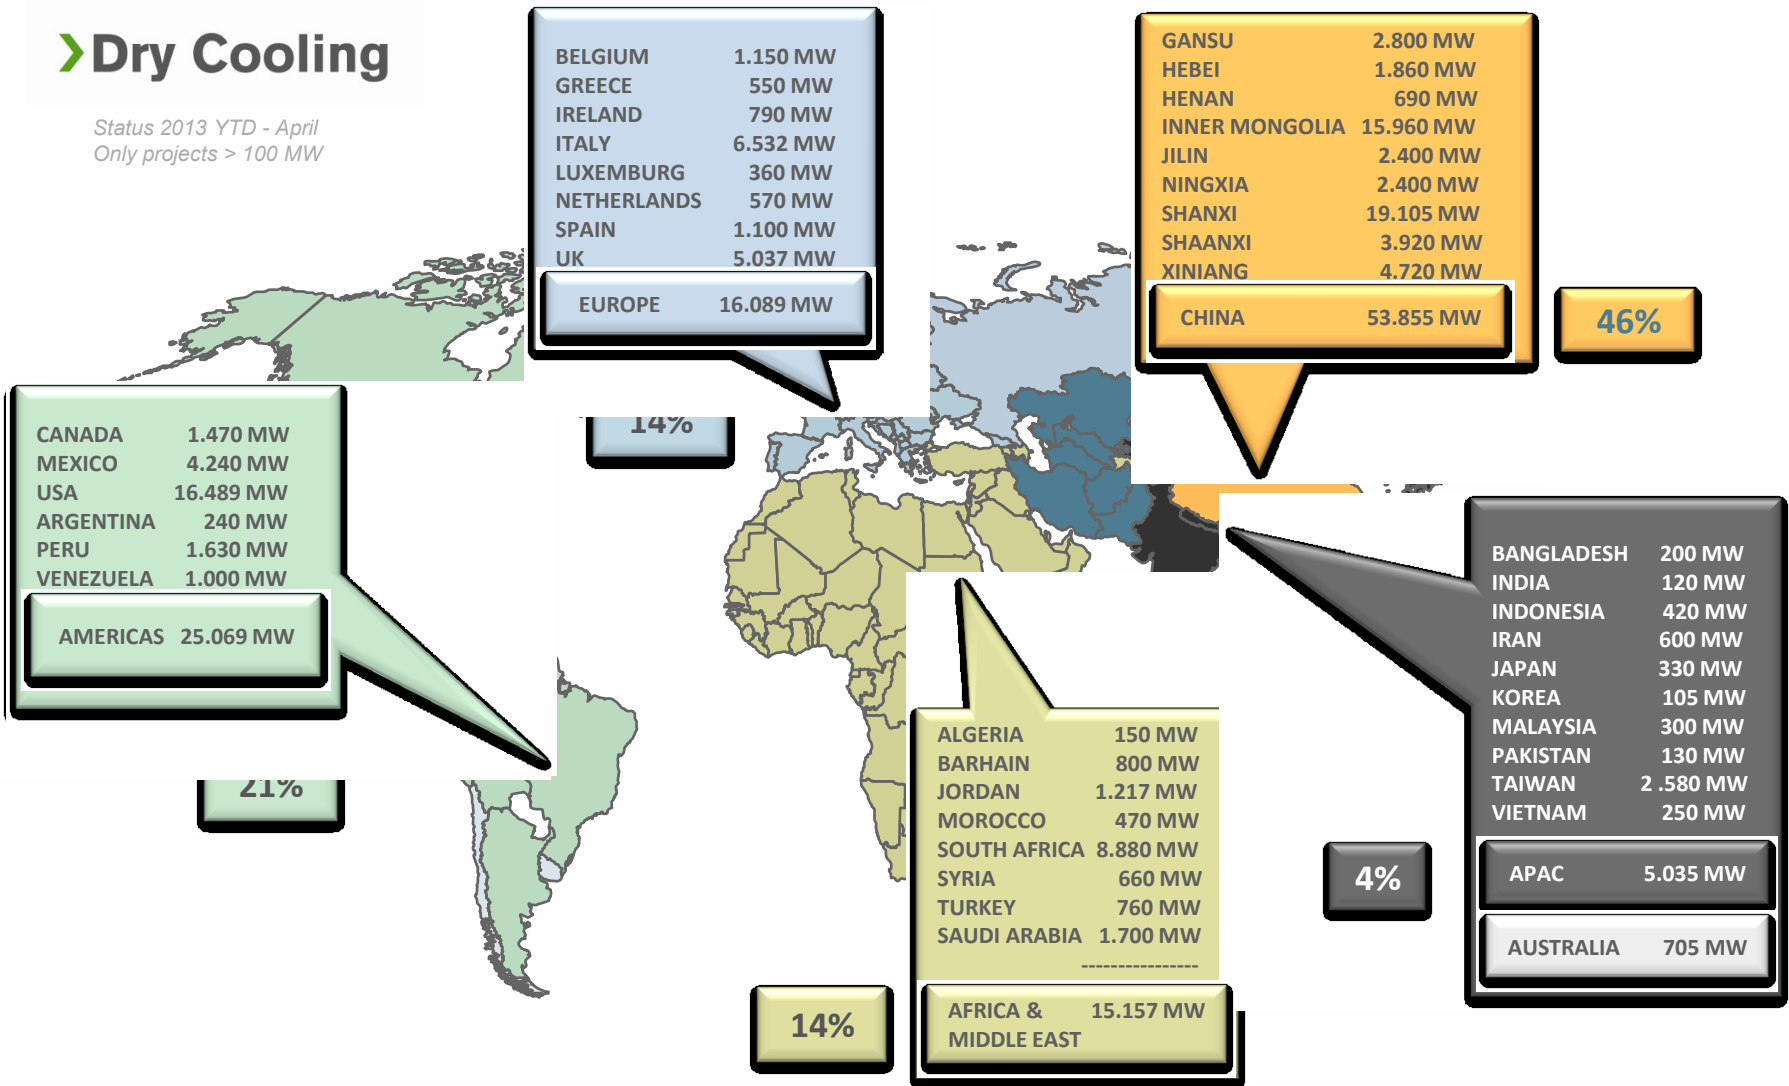 Dry Cooling
Status 2013 YTD - April
Only projects > 100 MW
BELGIUM 1.150 MW
GREECE 550 MW
IRELAND 790 MW
ITALY 6.532 MW
LUXEMBURG 360 MW
NETHERLANDS 570 MW
SPAIN 1.100 MW
UK 5.037 MW
EUROPE 16.089 MW
14%
GANSU 2.800 MW
HEBEI 1.860 MW
HENAN 690 MW
INNER MONGOLIA 15.960 MW
JILIN 2.400 MW
NINGXIA 2.400 MW
SHANXI 19.105 MW
SHAANXI 3.920 MW
XINIANG 4.720 MW
CHINA 53.855 MW
46%
CANADA 1.470 MW
MEXICO 4.240 MW
USA 16.489 MW
ARGENTINA 240 MW
PERU 1.630 MW
VENEZUELA 1.000 MW
AMERICAS 25.069 MW
21%
ALGERIA 150 MW
BARHAIN 800 MW
JORDAN 1.217 MW
MOROCCO 470 MW
SOUTH AFRICA 8.880 MW
SYRIA 660 MW
TURKEY 760 MW
SAUDI ARABIA 1.700 MW
----------------
AFRICA & 15.157 MW
MIDDLE EAST
14%
BANGLADESH 200 MW
INDIA 120 MW
INDONESIA 420 MW
IRAN 600 MW
JAPAN 330 MW
KOREA 105 MW
MALAYSIA 300 MW
PAKISTAN 130 MW
TAIWAN 2 .580 MW
VIETNAM 250 MW
APAC 5.035 MW
AUSTRALIA 705 MW
4%